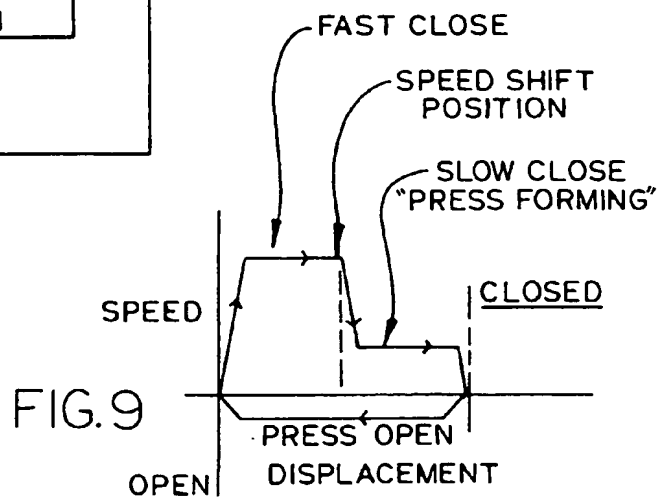 FAST CLOSE
SPEED SHIFT
POSITION
SLOW CLOSE
"PRESS FORMING"
CLOSED
SPEED
FIG. 9
PRESS OPEN
DISPLACEMENT
OPEN